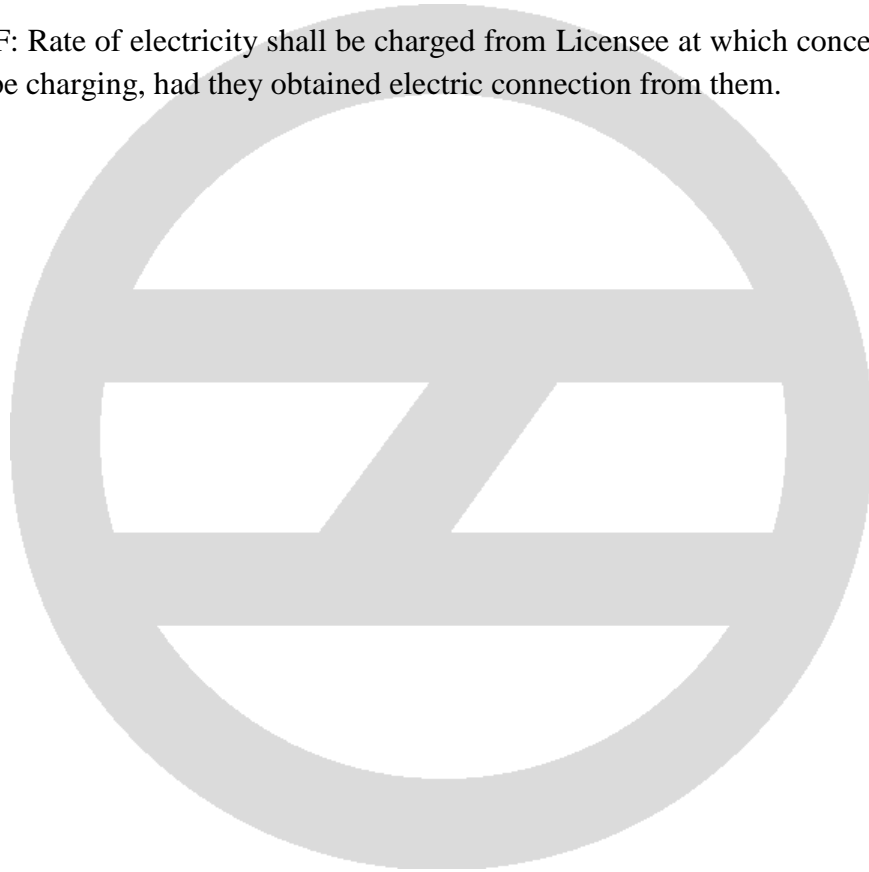 F: Rate of electricity shall be charged from Licensee at which conce
be charging, had they obtained electric connection from them.